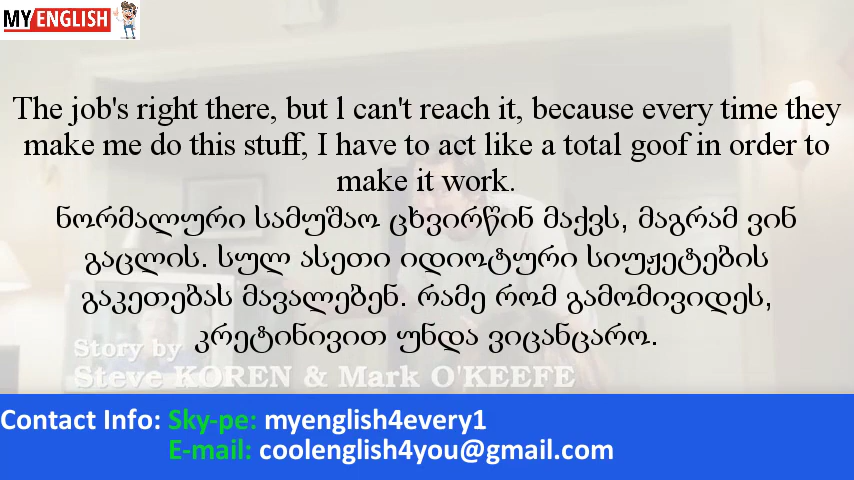 MY ENGLISH
The job's right there, but l can't reach it, because every time they
make me do this stuff, I have to act like a total goof in order to
make it work.
ნორმალური სამუშაო ცხვირწინ მაქვს, მაგრამ ვინ
გაცლის. სულ ასეთი იდიოტური სიუჟეტების
გაკეთებას მავალებენ. რამე რომ გამომივიდეს,
კრეტინივით უნდა ვიცანცარო.
Story by
Steve KOREN & Mark O'KEEFE
Contact Info: Sky-pe: myenglish4every1
E-mail: coolenglish4you@gmail.com